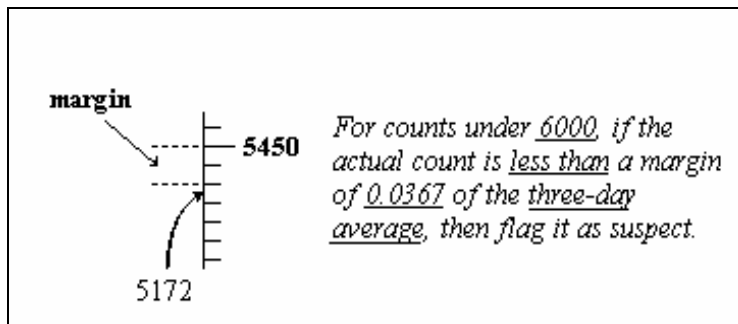 margin
5450
5172
For counts under 6000, if the
actual count is less than a margin
of 0.0367 of the three-day
average, then flag it as suspect.